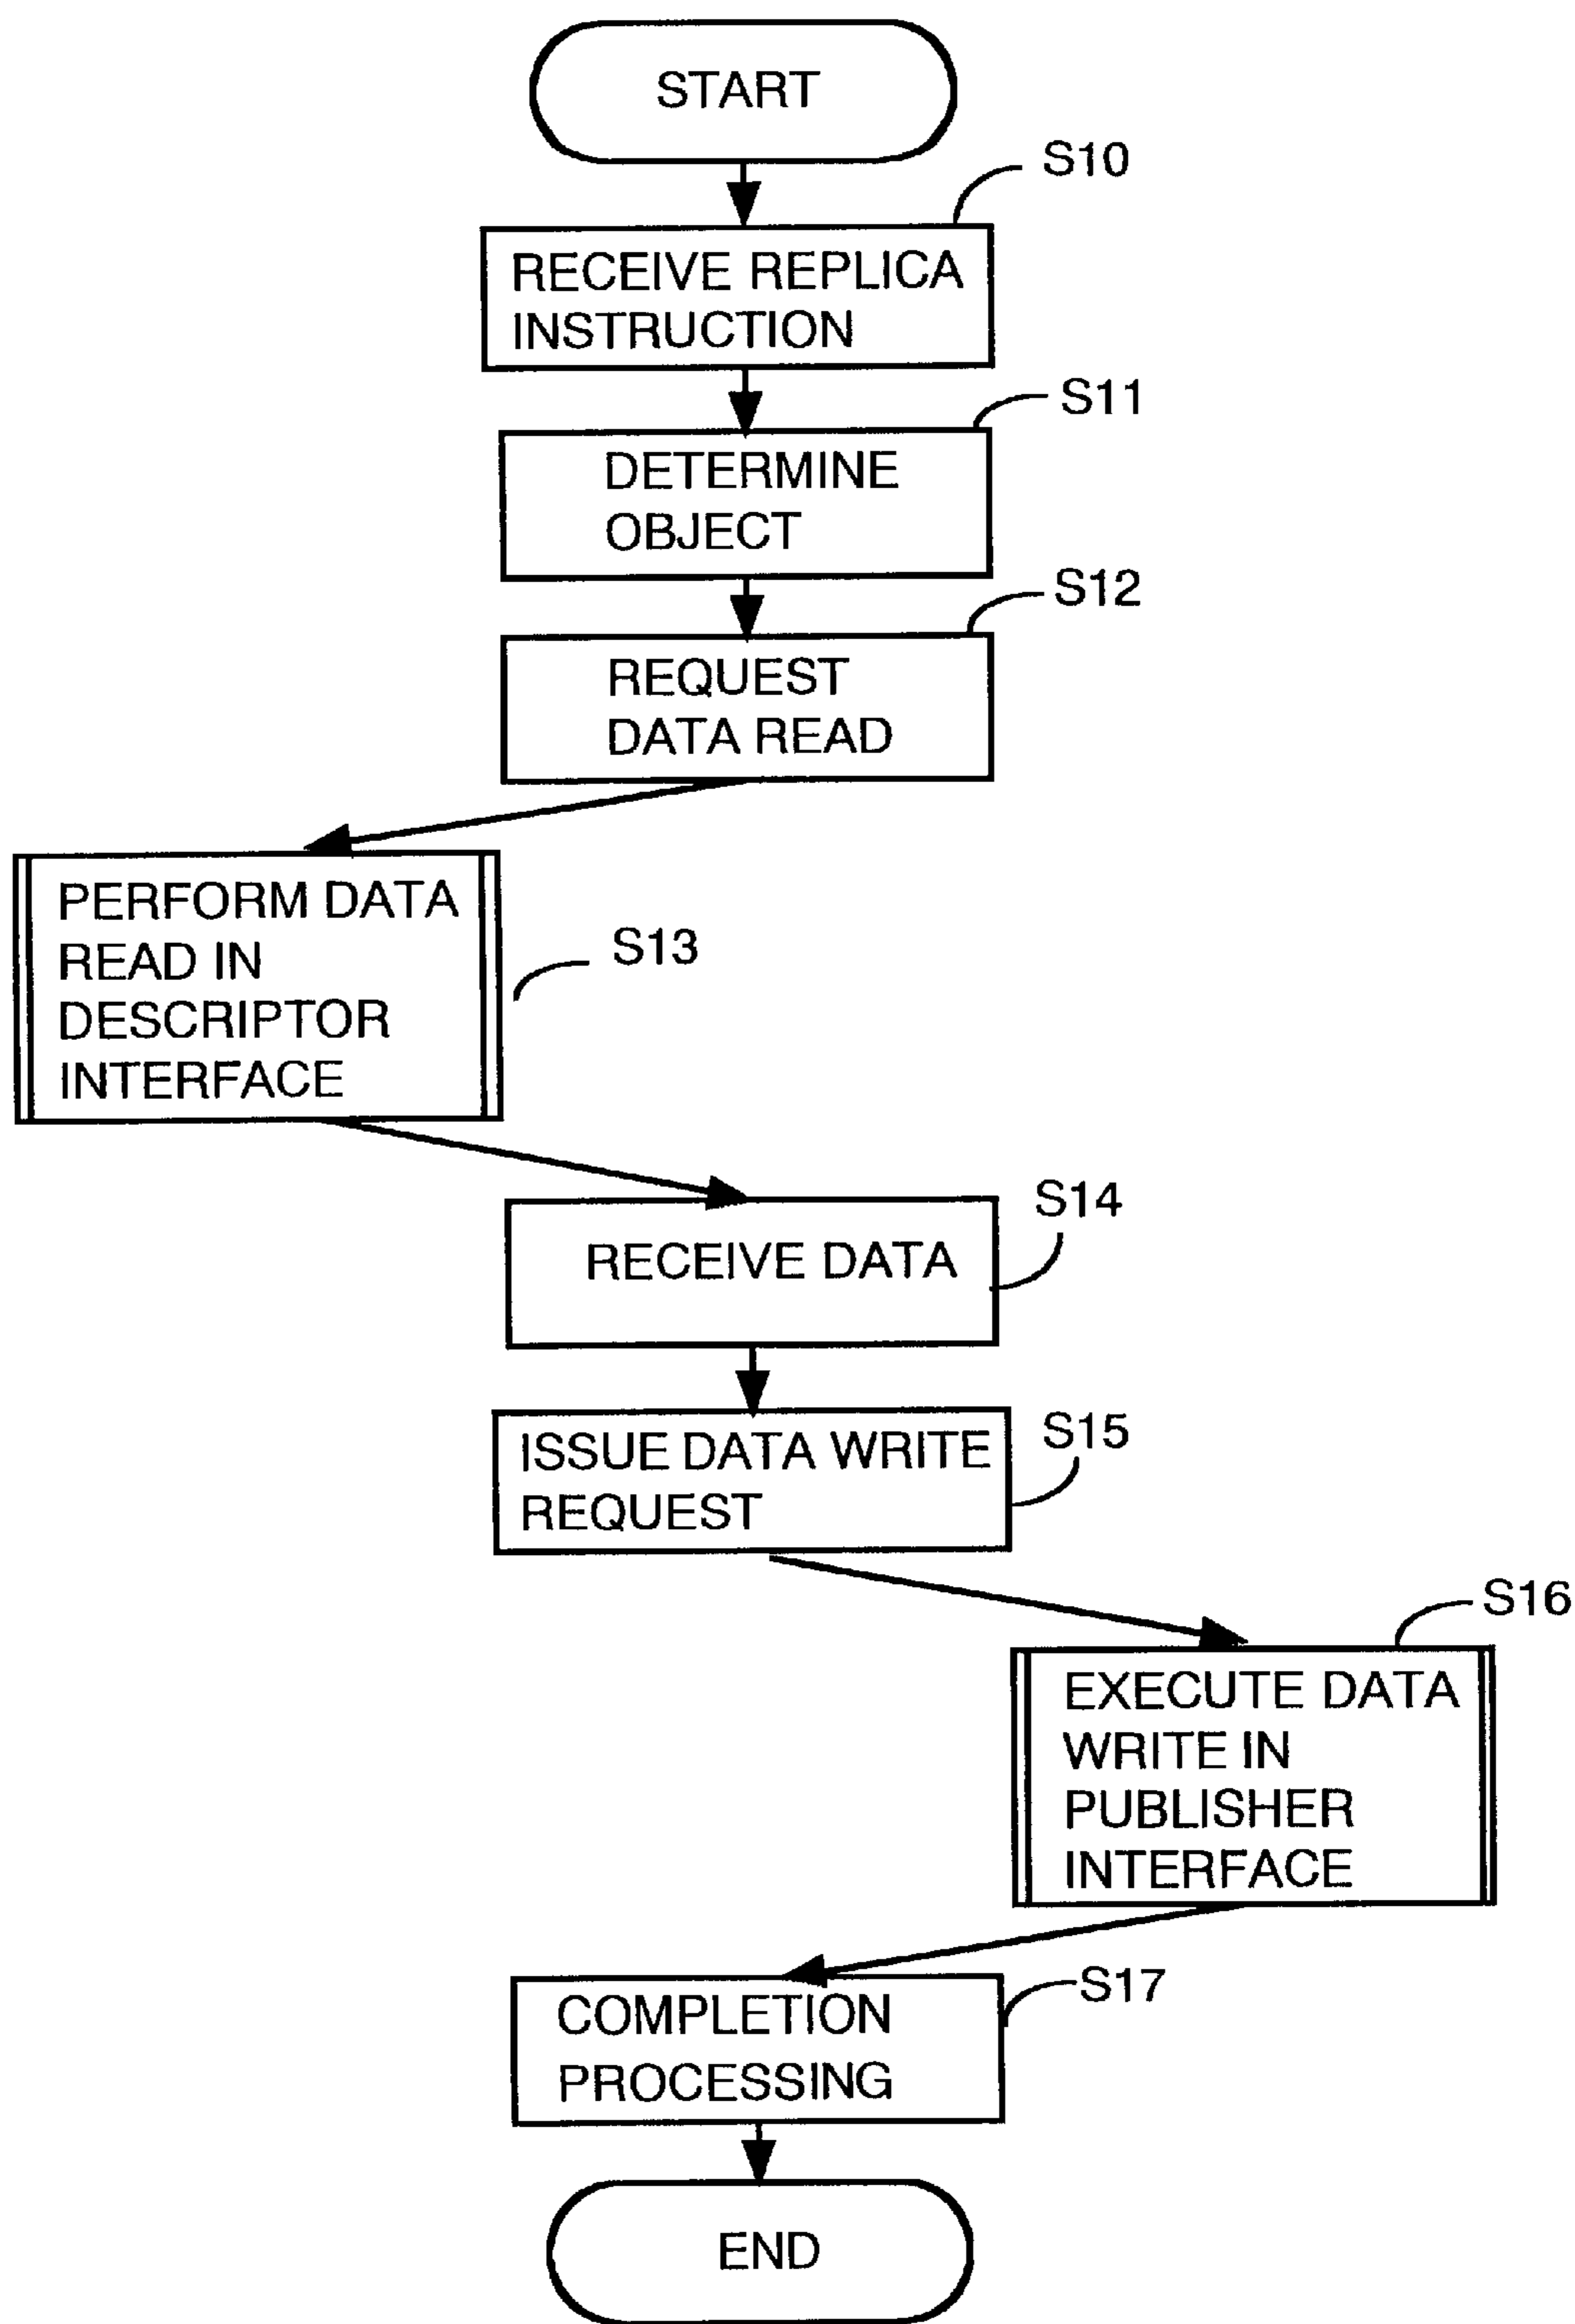 START
S10
RECEIVE REPLICA
INSTRUCTION
S11
DETERMINE
OBJECT
S12
REQUEST
DATA READ
PERFORM DATA
READ IN
DESCRIPTOR
INTERFACE
S13
S14
RECEIVE DATA
S15
ISSUE DATA WRITE
REQUEST
S16
EXECUTE DATA
WRITE IN
PUBLISHER
INTERFACE
S17
COMPLETION
PROCESSING
END